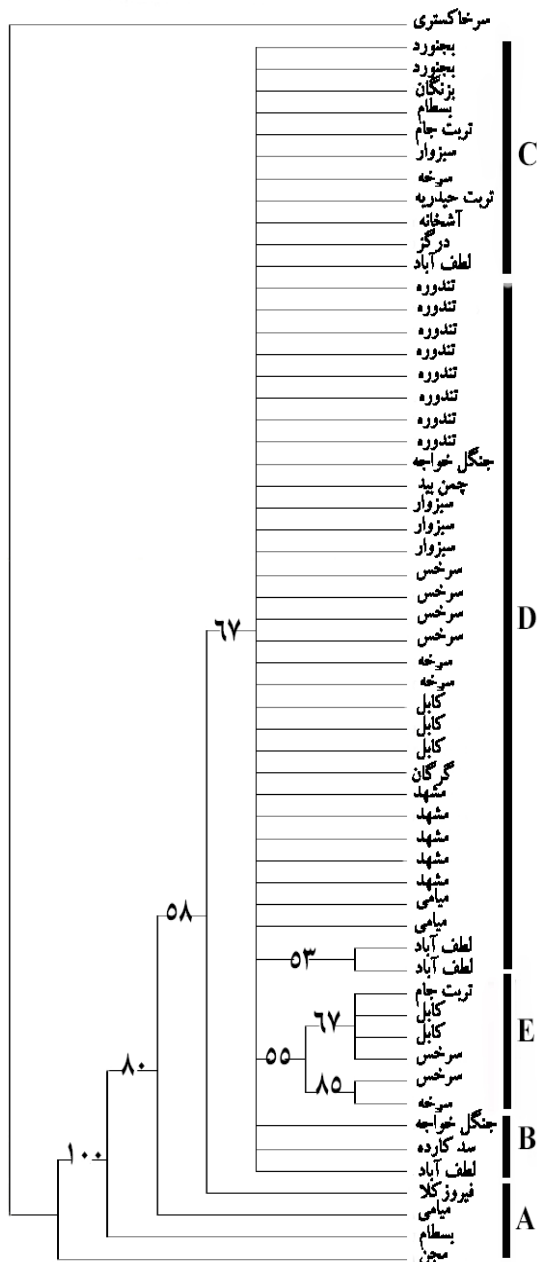 سرخاکستری
بجنورد
بجنورد
بزنگان
بسطام
تربت جام
سبزوار
سرخه
تربت حیدریه
آشخانه
درگز
لطف آباد
C
تندوره
تندوره
تندوره
تندوره
تندوره
تندوره
تندوره
تندوره
جنگل خواجه
چمن بید
سبزوار
سبزوار
سبزوار
سرخس
سرخس
سرخس
سرخس
سرخه
سرخه
کابل
کابل
کابل
گرگان
مشهد
مشهد
مشهد
مشهد
مشهد
میامی
میامی
لطف آباد
لطف آباد
D
تربت جام
کابل
کابل
سرخس
سرخس
سرخه
E
جنگل خواجه
سد کارده
لطف آباد
B
فیروزکلا
میامی
بسطام
مجن
A
٦٧
٥٨
٥٣
٦٧
٥٥
٨٥
٨٠
١٠٠